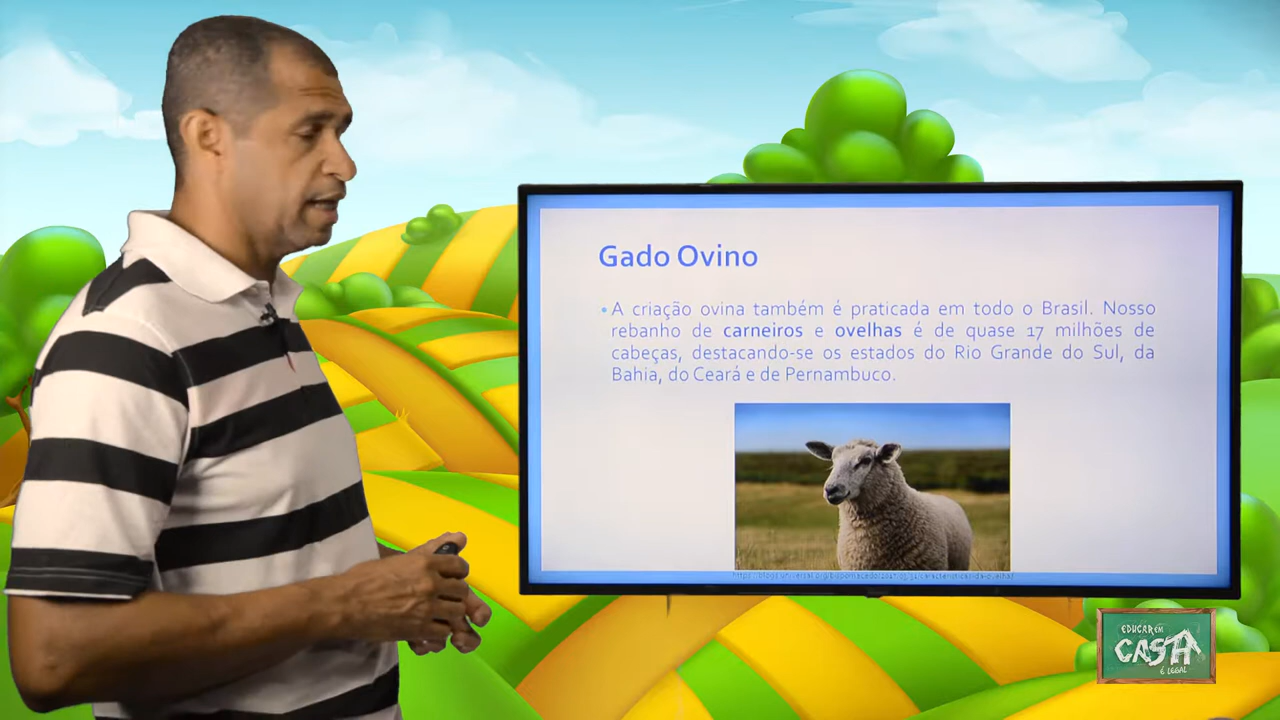 Gado Ovino
• A criação ovina também é praticada em todo o Brasil. Nosso
rebanho de carneiros e ovelhas é de quase 17 milhões de
cabeças, destacando-se os estados do Rio Grande do Sul, da
Bahia, do Ceará e de Pernambuco.
EDUCAR EM
CASA
É LEGAL